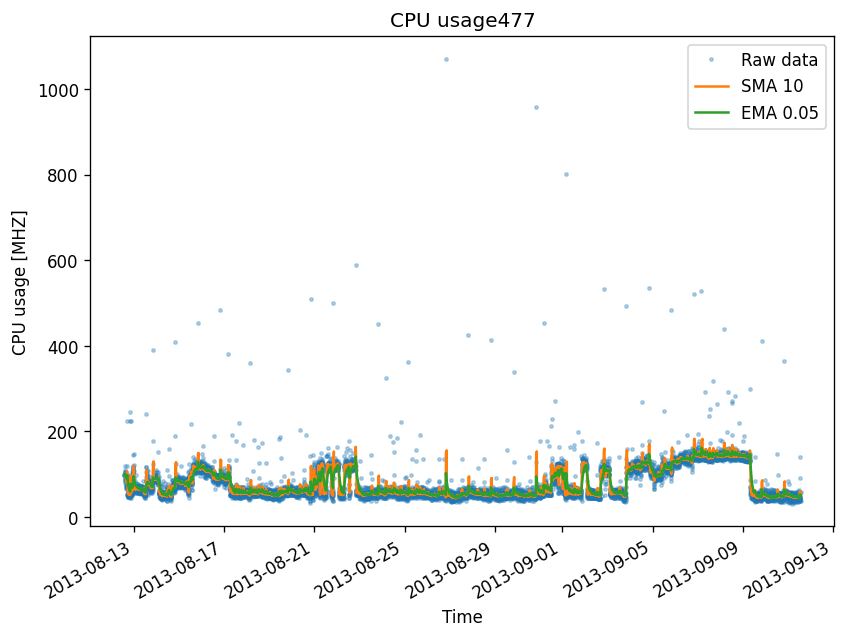 CPU usage477
Raw data
SMA 10
EMA 0.05
CPU usage [MHZ]
1000
800
600
400
200
0
2013-08-13
2013-08-17
2013-08-21
2013-08-25
2013-08-29
2013-09-01
2013-09-05
2013-09-09
2013-09-13
Time